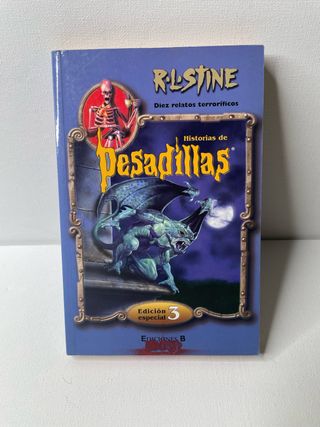 R.L. STINE
Diez relatos terroríficos
Historias de
Pesadillas®
Edición
especial 3
EDICIONES B